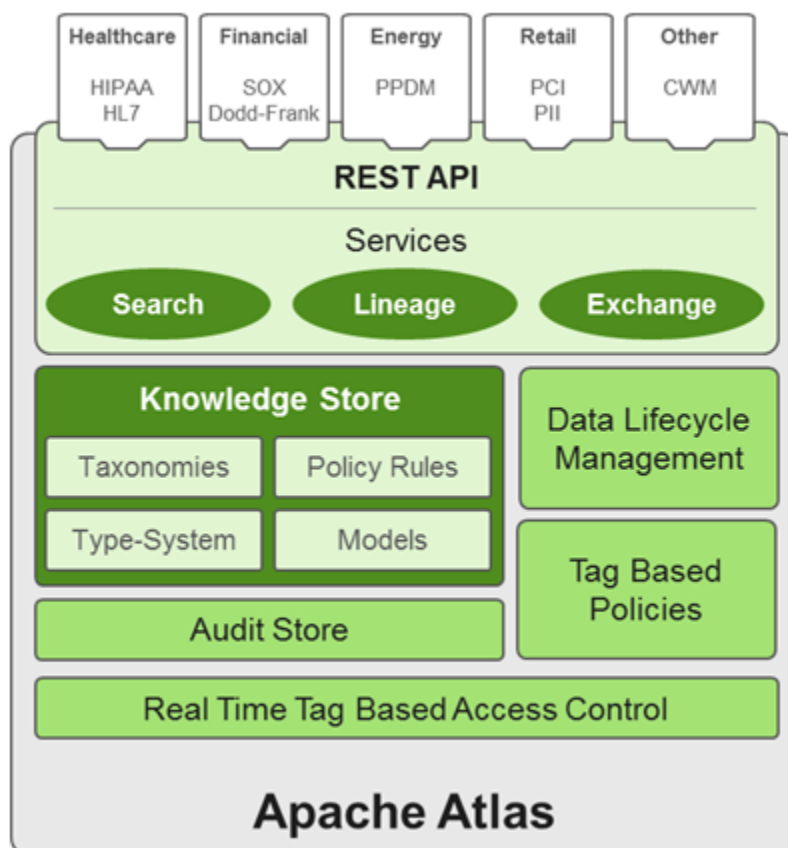 Healthcare
HIPAA
HL7
Financial
SOX
Dodd-Frank
Energy
PPDM
Retail
PCI
PII
Other
CWM
REST API
Services
Search
Lineage
Exchange
Knowledge Store
Taxonomies
Policy Rules
Type-System
Models
Data Lifecycle
Management
Tag Based
Policies
Audit Store
Real Time Tag Based Access Control
Apache Atlas